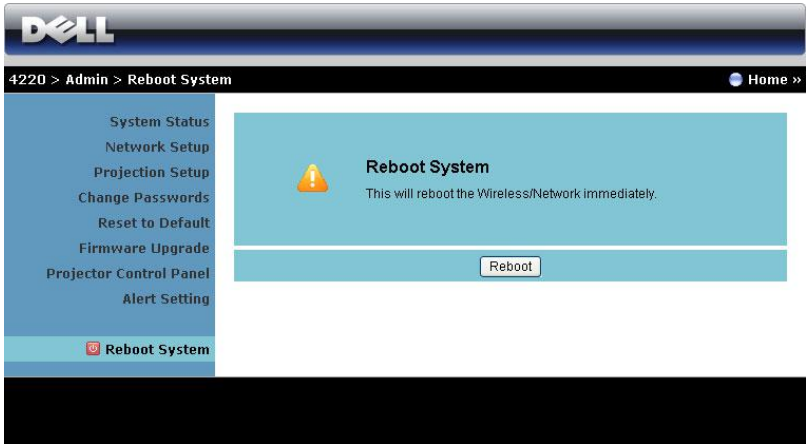 DELL
4220 > Admin > Reboot System
Home »
System Status
Network Setup
Projection Setup
Change Passwords
Reset to Default
Firmware Upgrade
Projector Control Panel
Alert Setting
Reboot System
Reboot System
This will reboot the Wireless/Network immediately.
Reboot